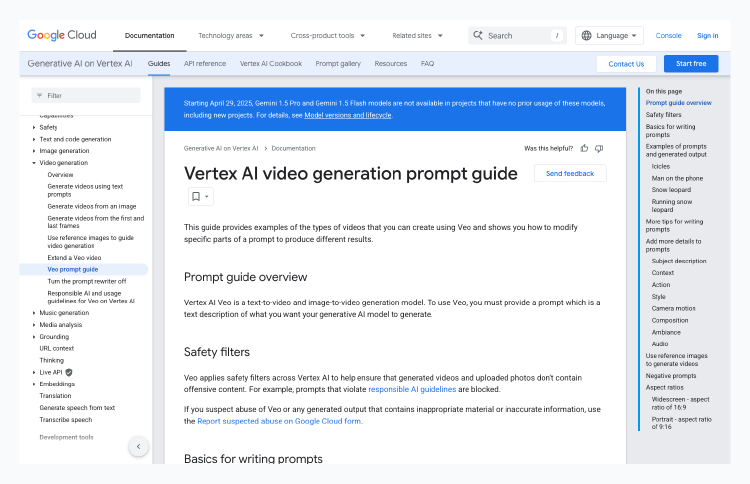 Google Cloud
Documentation
Technology areas
Cross-product tools
Related sites
Search
/
Language
Console
Sign in
Generative AI on Vertex AI
Guides
API reference
Vertex AI Cookbook
Prompt gallery
Resources
FAQ
Contact Us
Start free
Filter
Capabilities
Safety
Text and code generation
Image generation
Video generation
Overview
Generate videos using text
prompts
Generate videos from an image
Generate videos from the first and
last frames
Use reference images to guide
video generation
Extend a Veo video
Veo prompt guide
Turn the prompt rewriter off
Responsible AI and usage
guidelines for Veo on Vertex AI
Music generation
Media analysis
Grounding
URL context
Thinking
Live API
Embeddings
Translation
Generate speech from text
Transcribe speech
Development tools
Starting April 29, 2025, Gemini 1.5 Pro and Gemini 1.5 Flash models are not available in projects that have no prior usage of these models,
including new projects. For details, see Model versions and lifecycle.
Generative AI on Vertex AI
Documentation
Was this helpful?
Vertex AI video generation prompt guide
Send feedback
This guide provides examples of the types of videos that you can create using Veo and shows you how to modify
specific parts of a prompt to produce different results.
Prompt guide overview
Vertex AI Veo is a text-to-video and image-to-video generation model. To use Veo, you must provide a prompt which is a
text description of what you want your generative AI model to generate.
Safety filters
Veo applies safety filters across Vertex AI to help ensure that generated videos and uploaded photos don't contain
offensive content. For example, prompts that violate responsible AI guidelines are blocked.
If you suspect abuse of Veo or any generated output that contains inappropriate material or inaccurate information, use
the Report suspected abuse on Google Cloud form.
Basics for writing prompts
On this page
Prompt guide overview
Safety filters
Basics for writing
prompts
Examples of prompts
and generated output
Icicles
Man on the phone
Snow leopard
Running snow
leopard
More tips for writing
prompts
Add more details to
prompts
Subject description
Context
Action
Style
Camera motion
Composition
Ambiance
Audio
Use reference images
to generate videos
Negative prompts
Aspect ratios
Widescreen - aspect
ratio of 16:9
Portrait - aspect ratio
of 9:16